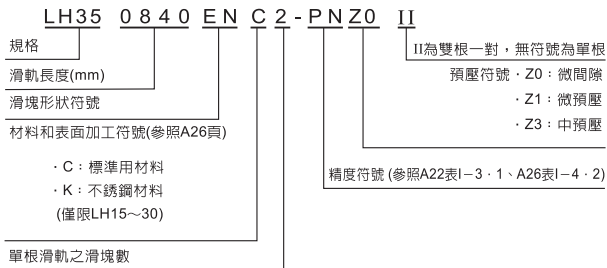 LH35 0840 EN C 2 - PN Z0 II
規格
II為雙根一對，無符號為單根
滑軌長度(mm)
預壓符號．Z0：微間隙
滑塊形狀符號
．Z1：微預壓
材料和表面加工符號(參照A26頁)
．Z3：中預壓
．C：標準用材料
精度符號 (參照A22表I－3．1、A26表I－4．2)
．K：不銹鋼材料
(僅限LH15～30)
單根滑軌之滑塊數